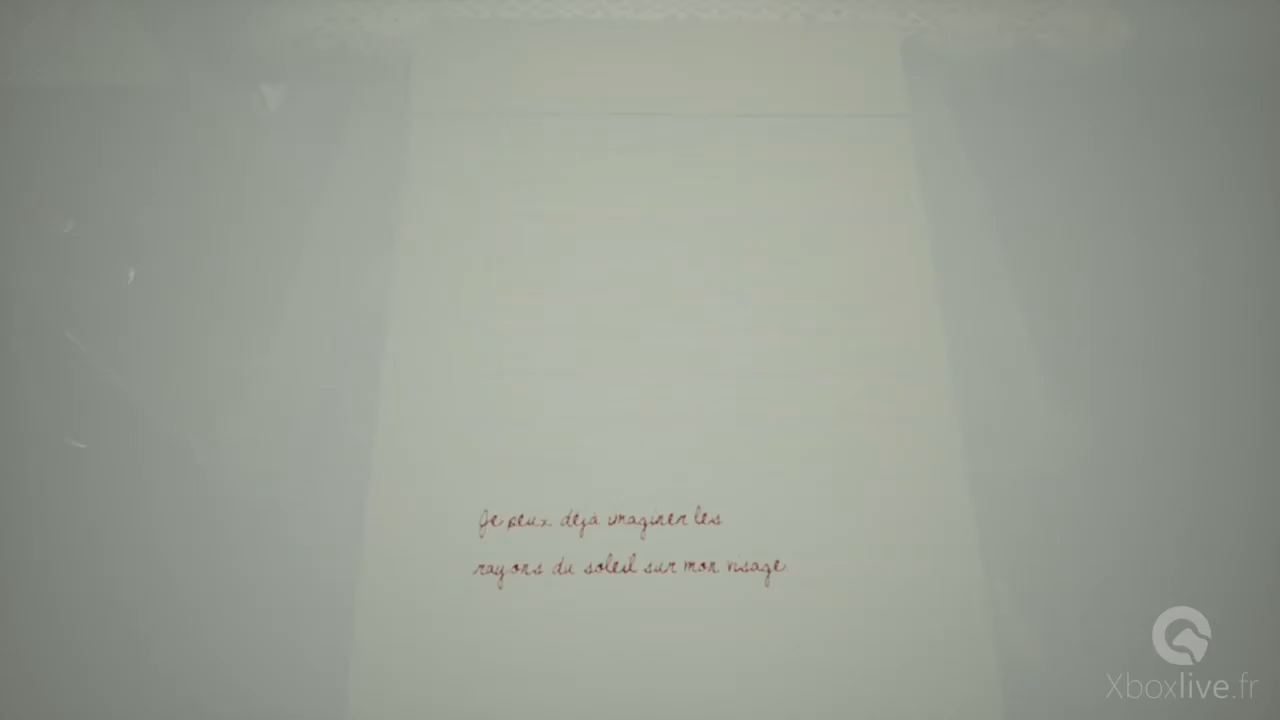 Je peux déjà imaginer les
rayons du soleil sur mon visage.
Xboxlive.fr